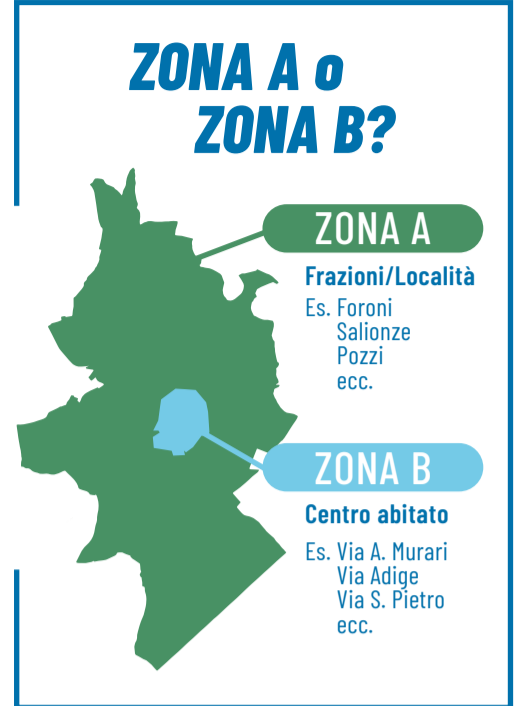 ZONA A o
ZONA B?
ZONA A
Frazioni/Località
Es. Foroni
Salionze
Pozzi
ecc.
ZONA B
Centro abitato
Es. Via A. Murari
Via Adige
Via S. Pietro
ecc.